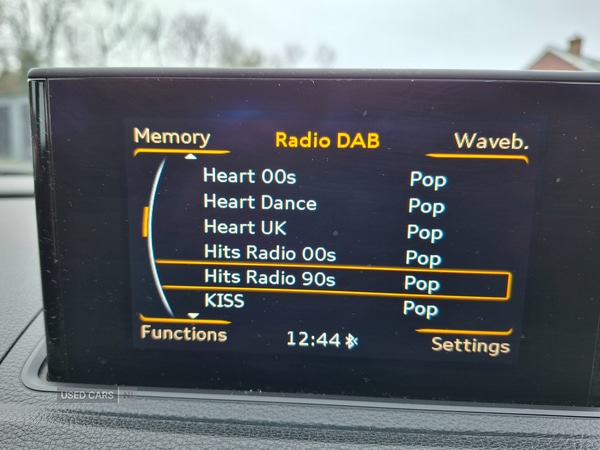 Memory Radio DAB Waveb.
Heart 00s Pop
Heart Dance Pop
Heart UK Pop
Hits Radio 00s Pop
Hits Radio 90s Pop
KISS Pop
Functions 12:44 Settings
USED CARS NI